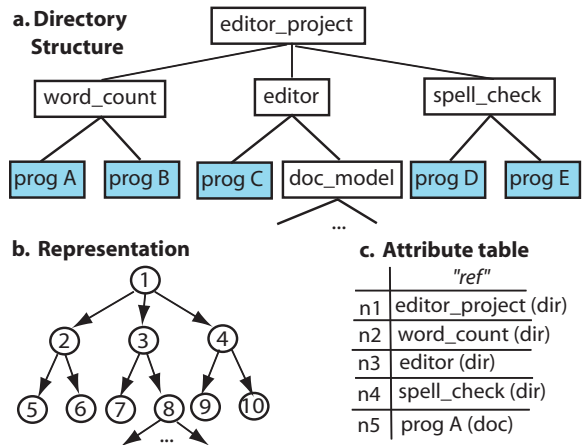 a. Directory
Structure
editor_project
word_count
editor
spell_check
prog A
prog B
prog C
doc_model
prog D
prog E
...
b. Representation
1
2
3
4
5
6
7
8
9
10
...
c. Attribute table
"ref"
n1 editor_project (dir)
n2 word_count (dir)
n3 editor (dir)
n4 spell_check (dir)
n5 prog A (doc)